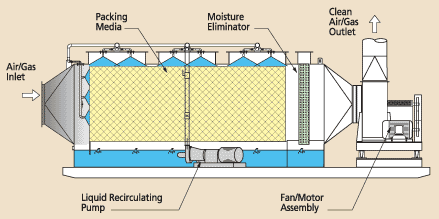 Packing
Media
Moisture
Eliminator
Clean
Air/Gas
Outlet
Air/Gas
Inlet
Liquid Recirculating
Pump
Fan/Motor
Assembly